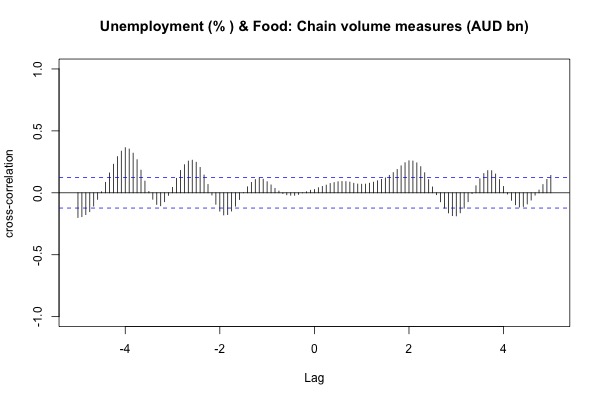 Unemployment (% ) & Food: Chain volume measures (AUD bn)
1.0
0.5
0.0
-0.5
-1.0
cross-correlation
-4 -2 0 2 4
Lag